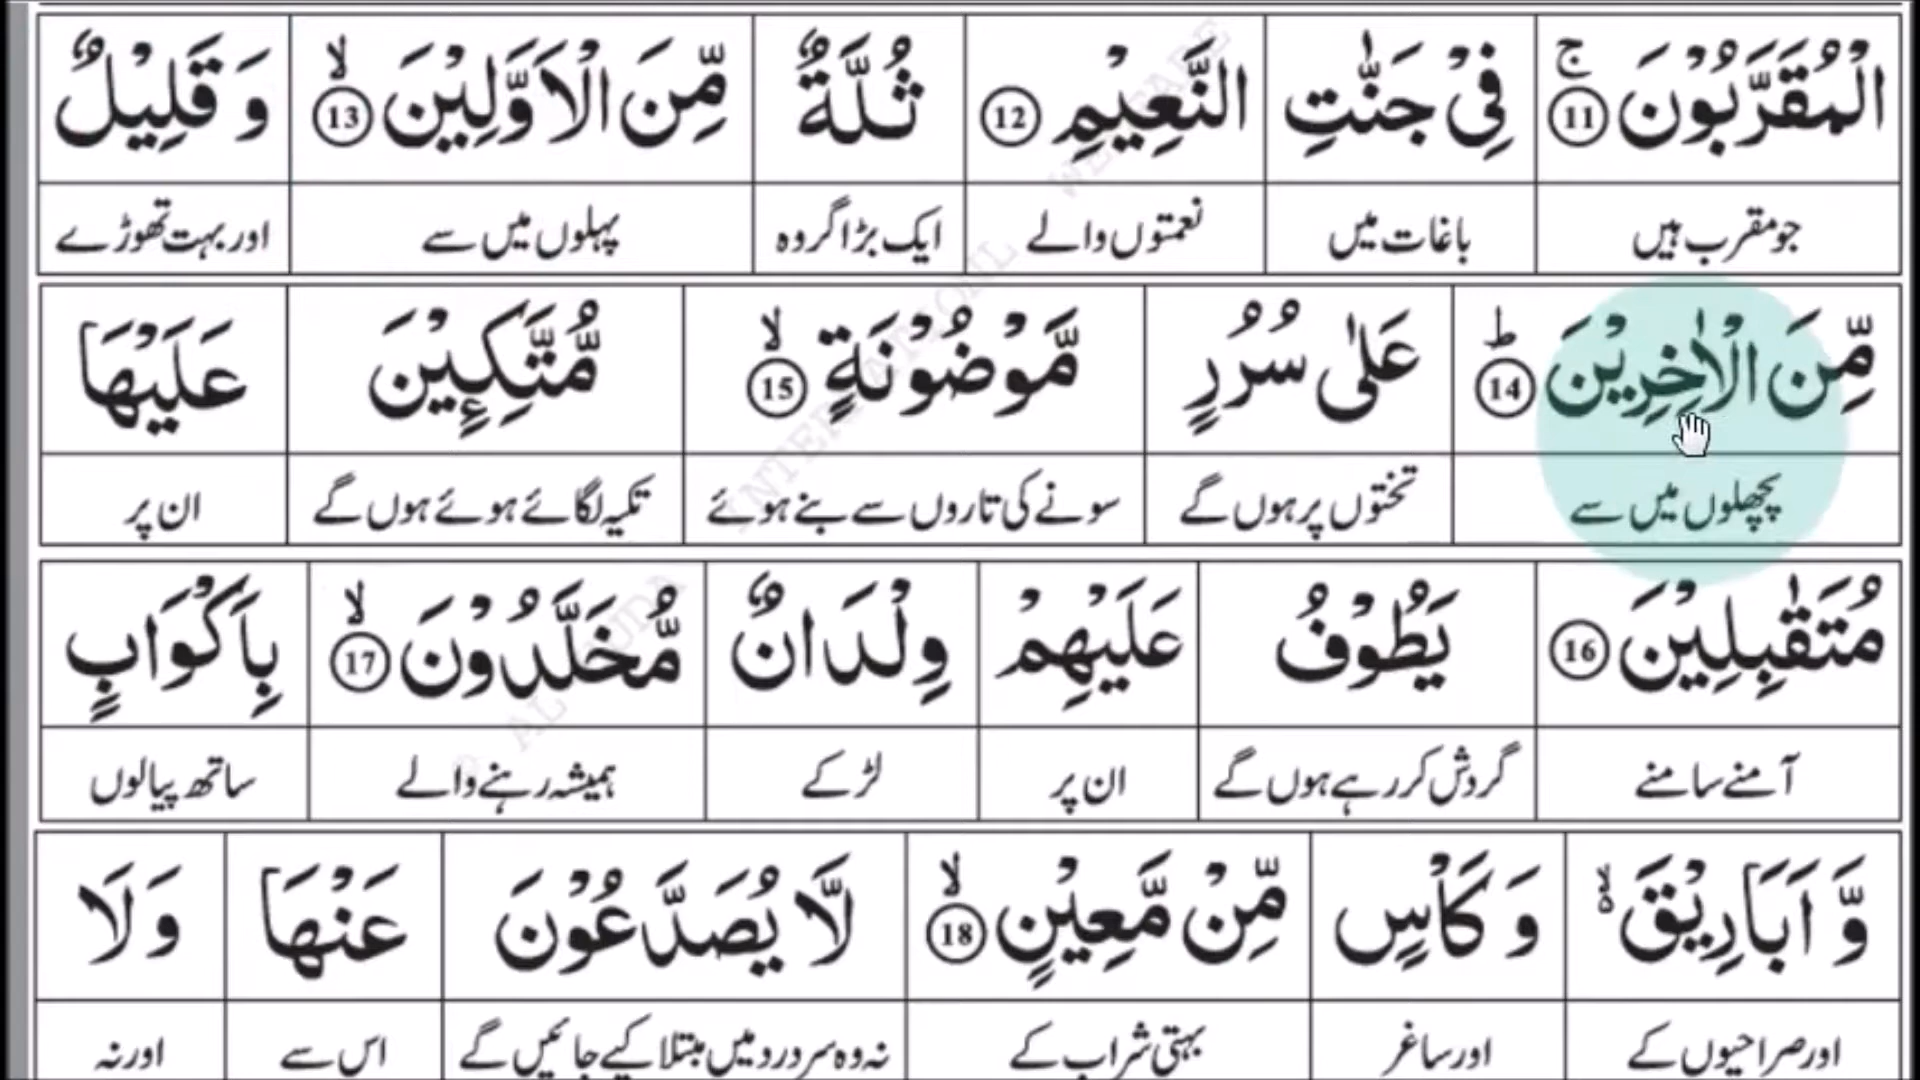 الْمُقَرَّبُوْنَ ۚ 11 فِیْ جَنّٰتِ النَّعِیْمِ 12 ثُلَّةٌ مِّنَ الْاَوَّلِیْنَ ۙ 13 وَ قَلِیْلٌ
جو مقرب ہیں باغات میں نعمتوں والے ایک بڑا گروہ پہلوں میں سے اور بہت تھوڑے
مِّنَ الْاٰخِرِیْنَ ؕ 14 عَلٰی سُرُرٍ مَّوْضُوْنَةٍ ۙ 15 مُّتَّكِـِٕیْنَ عَلَیْهَا
پچھلوں میں سے تختوں پر ہوں گے سونے کی تاروں سے بنے ہوئے تکیہ لگائے ہوئے ہوں گے ان پر
مُتَقٰبِلِیْنَ 16 یَطُوْفُ عَلَیْهِمْ وِلْدَانٌ مُّخَلَّدُوْنَ ۙ 17 بِاَكْوَابٍ
آمنے سامنے گردش کر رہے ہوں گے ان پر لڑکے ہمیشہ رہنے والے ساتھ پیالوں
وَّ اَبَارِیْقَ ۙ۬ وَ كَاْسٍ مِّنْ مَّعِیْنٍ ۙ 18 لَّا یُصَدَّعُوْنَ عَنْهَا وَلَا
اور صراحیوں کے اور ساغر بہتی شراب کے نہ وہ سر درد میں مبتلا کیے جائیں گے اس سے اور نہ